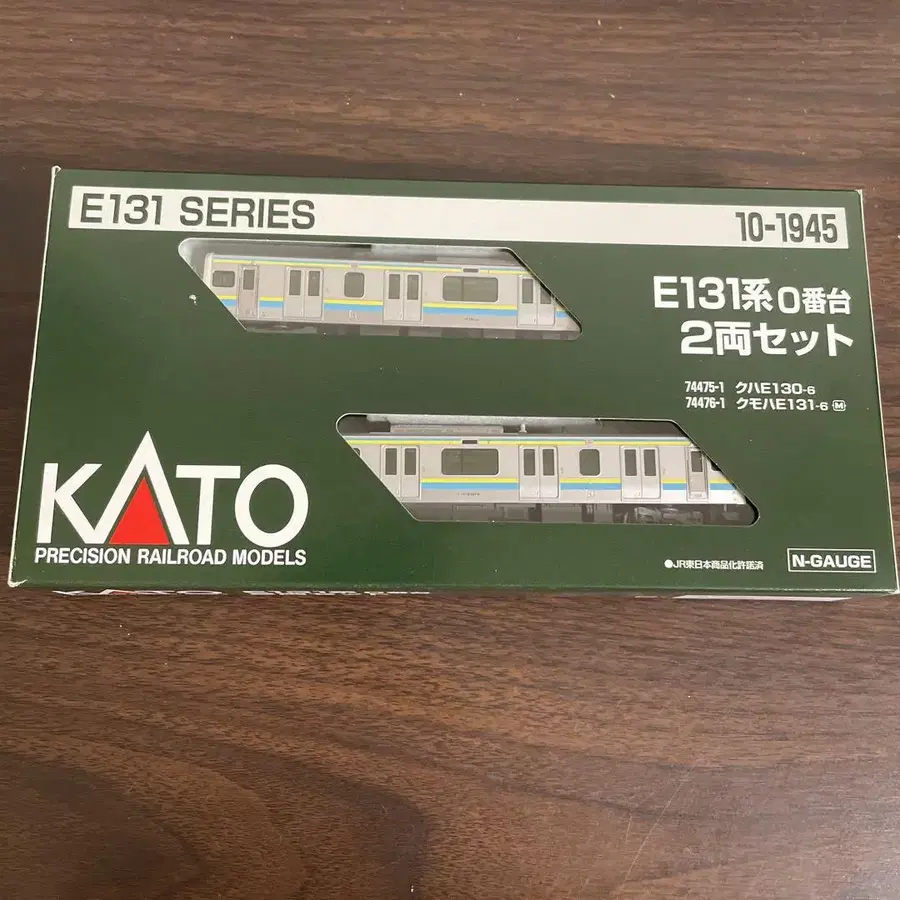 E131 SERIES
10-1945
E131系0番台
2両セット
74475-1 クハE130-6
74476-1 クモハE131-6 M
KATO
PRECISION RAILROAD MODELS
●JR東日本商品化許諾済
N-GAUGE
KATO